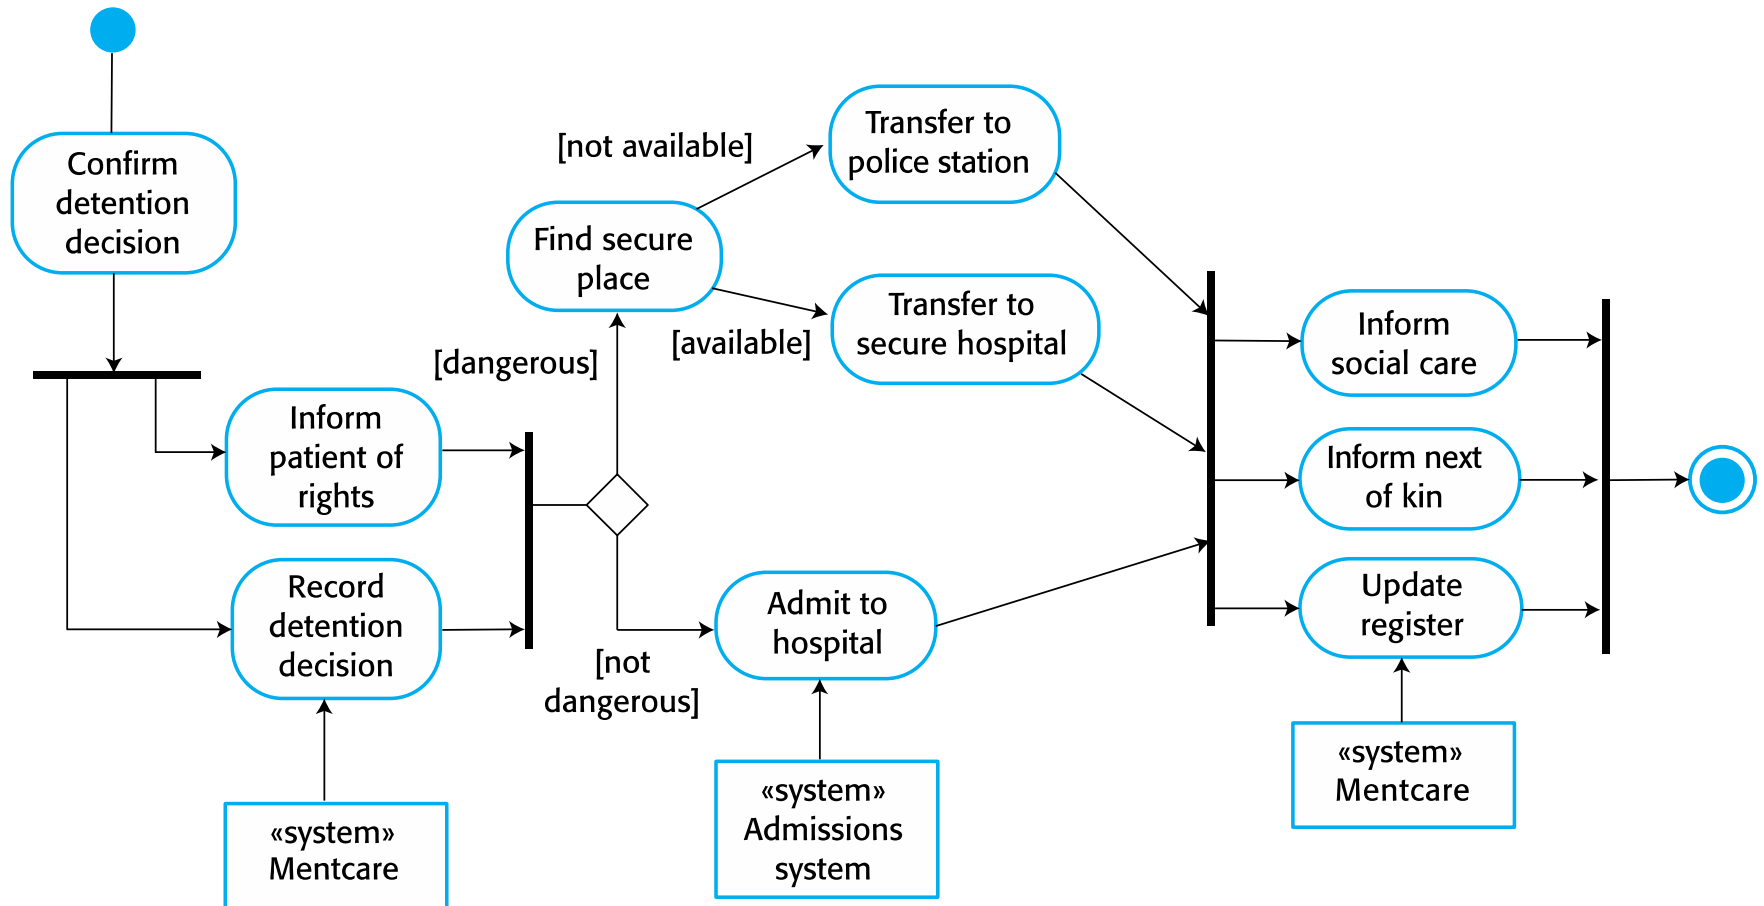 Confirm
detention
decision
Inform
patient of
rights
Record
detention
decision
«system»
Mentcare
[dangerous]
[not
dangerous]
Find secure
place
[not available]
[available]
Transfer to
police station
Transfer to
secure hospital
Admit to
hospital
«system»
Admissions
system
Inform
social care
Inform next
of kin
Update
register
«system»
Mentcare